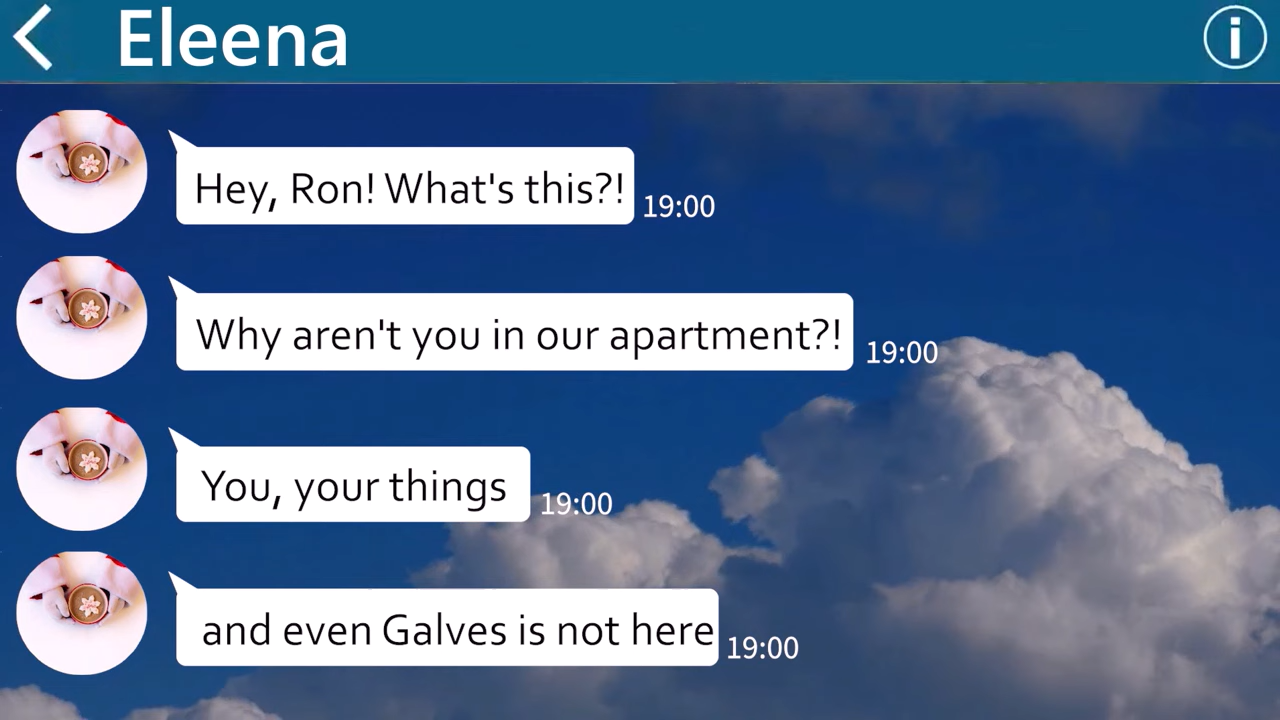 Eleena
Hey, Ron! What's this?! 19:00
Why aren't you in our apartment?! 19:00
You, your things 19:00
and even Galves is not here 19:00